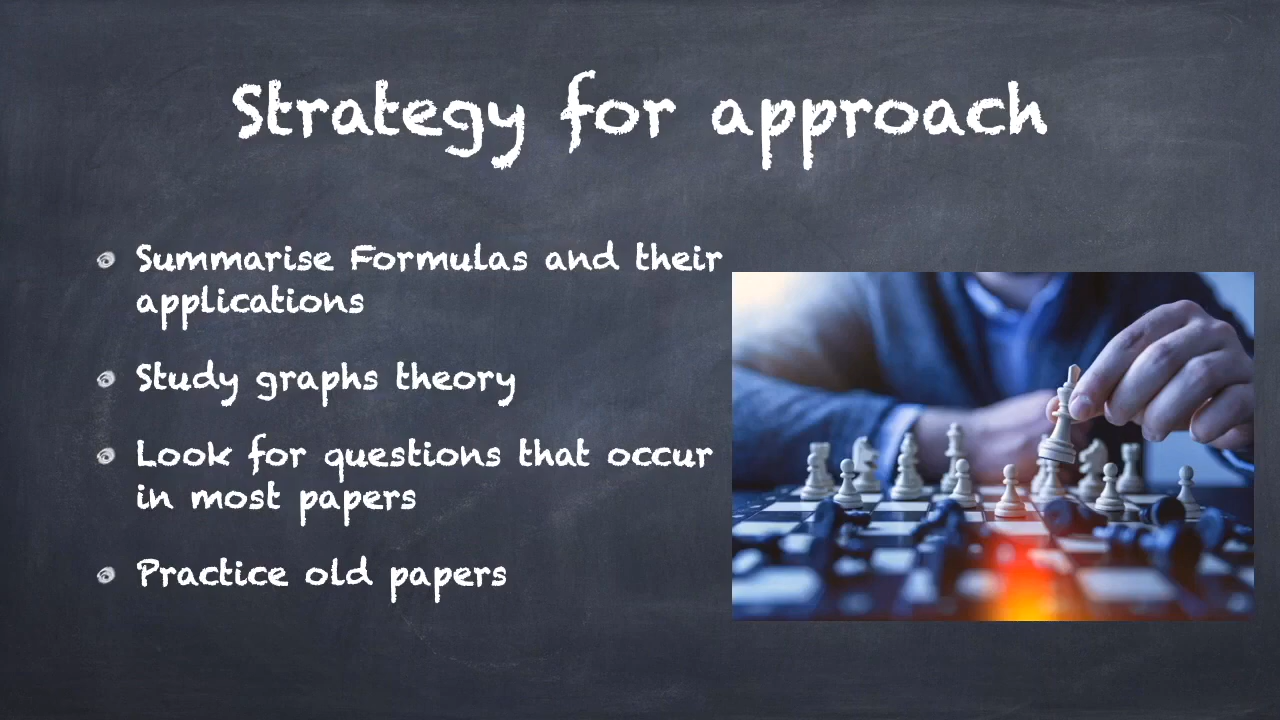 Strategy for approach
Summarise Formulas and their
applications
Study graphs theory
Look for questions that occur
in most papers
Practice old papers